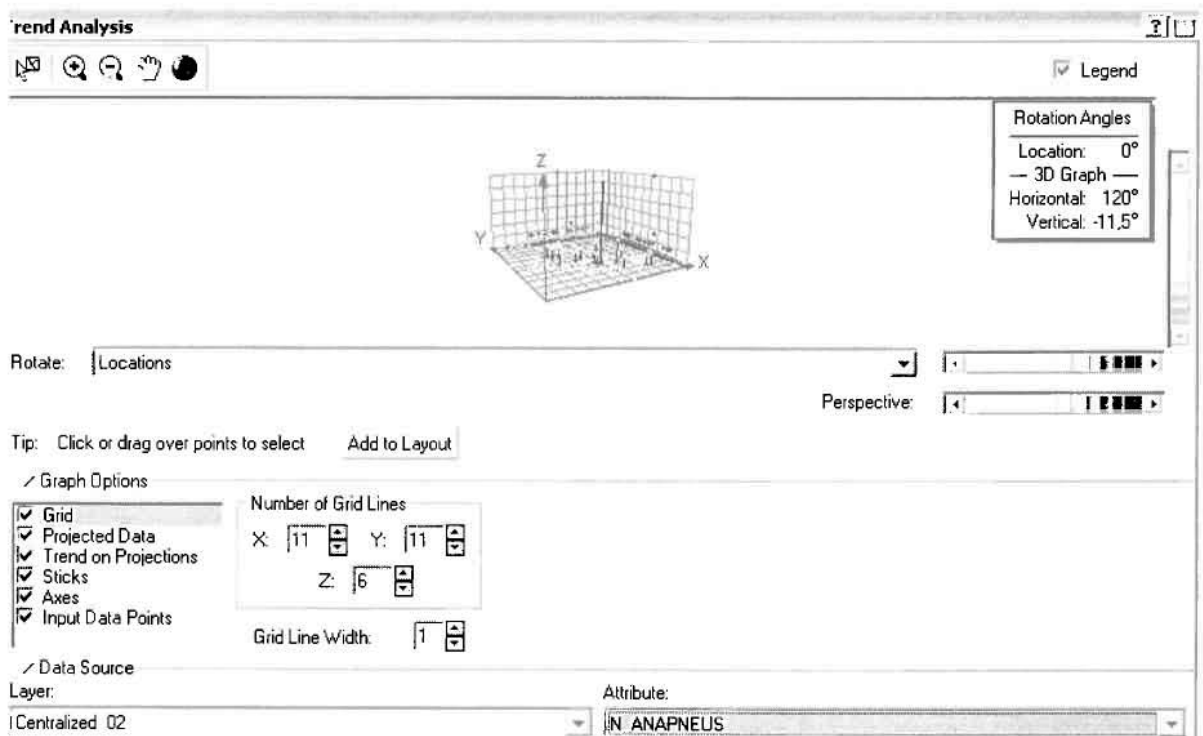 rend Analysis
Legend
Rotation Angles
Location: 0°
3D Graph
Horizontal: 120°
Vertical: -11,5°
Z
Y
X
Rotate: Locations
Perspective:
Tip: Click or drag over points to select Add to Layout
Graph Options
Grid
Projected Data
Trend on Projections
Sticks
Axes
Input Data Points
Number of Grid Lines
X: 11 Y: 11
Z: 6
Grid Line Width: 1
Data Source
Layer: Attribute:
Centralized 02 N ANAPNEUS